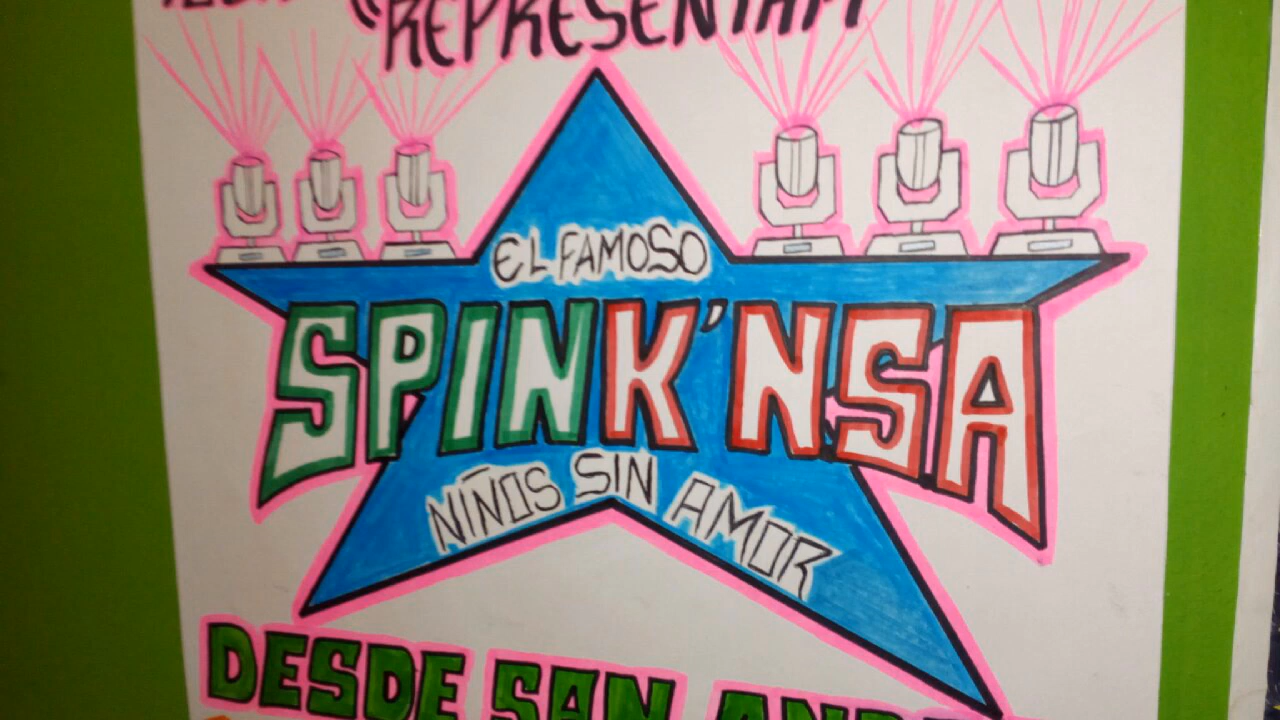 REPRESENTAN
EL FAMOSO
SPINK'NSA
NIÑOS SIN AMOR
DESDE SAN